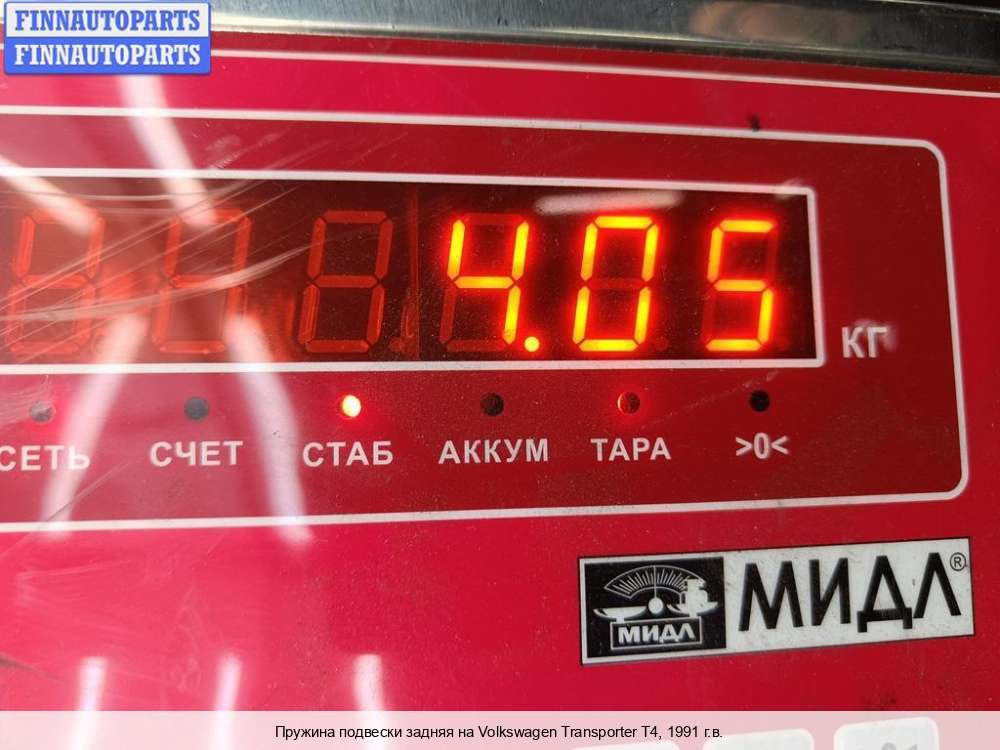 FINNAUTOPARTS
FINNAUTOPARTS
4.05
КГ
СЕТЬ СЧЕТ СТАБ АККУМ ТАРА >0<
МИДЛ МИДЛ®
Пружина подвески задняя на Volkswagen Transporter T4, 1991 г.в.